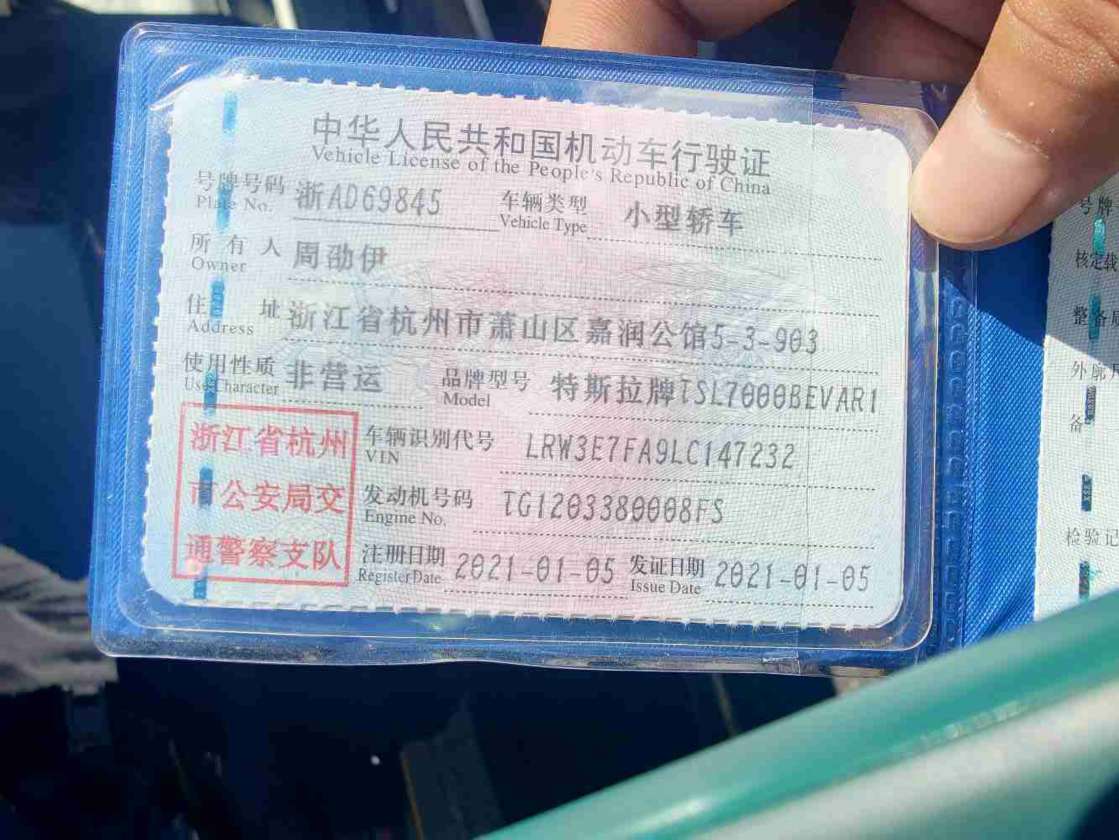 中华人民共和国机动车行驶证
Vehicle License of the People's Republic of China
号牌号码 浙AD69845 车辆类型 小型轿车
Plate No. Vehicle Type
所有人 周劭伊
Owner
住址 浙江省杭州市萧山区嘉润公馆5-3-903
Address
使用性质 非营运 品牌型号 特斯拉牌TSL7000BEVAR1
Use Character Model
浙江省杭州 车辆识别代号 LRW3E7FA9LC147232
VIN
市公安局交 发动机号码 TG1203380008FS
Engine No.
通警察支队 注册日期 2021-01-05 发证日期 2021-01-05
Register Date Issue Date
号牌
核定载
整备
外廓
备
检验记